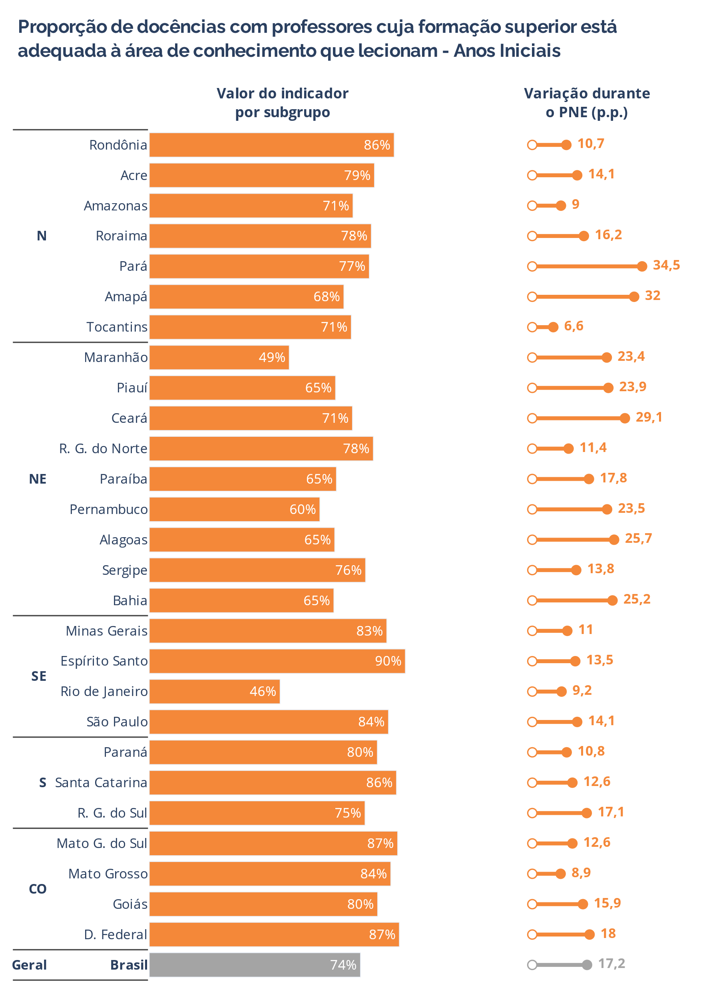 Proporção de docências com professores cuja formação superior está
adequada à área de conhecimento que lecionam - Anos Iniciais
Valor do indicador
por subgrupo
Variação durante
o PNE (p.p.)
Rondônia 86% 10,7
Acre 79% 14,1
Amazonas 71% 9
N Roraima 78% 16,2
Pará 77% 34,5
Amapá 68% 32
Tocantins 71% 6,6
Maranhão 49% 23,4
Piauí 65% 23,9
Ceará 71% 29,1
R. G. do Norte 78% 11,4
NE Paraíba 65% 17,8
Pernambuco 60% 23,5
Alagoas 65% 25,7
Sergipe 76% 13,8
Bahia 65% 25,2
Minas Gerais 83% 11
Espírito Santo 90% 13,5
SE
Rio de Janeiro 46% 9,2
São Paulo 84% 14,1
Paraná 80% 10,8
S Santa Catarina 86% 12,6
R. G. do Sul 75% 17,1
Mato G. do Sul 87% 12,6
Mato Grosso 84% 8,9
CO
Goiás 80% 15,9
D. Federal 87% 18
Geral Brasil 74% 17,2